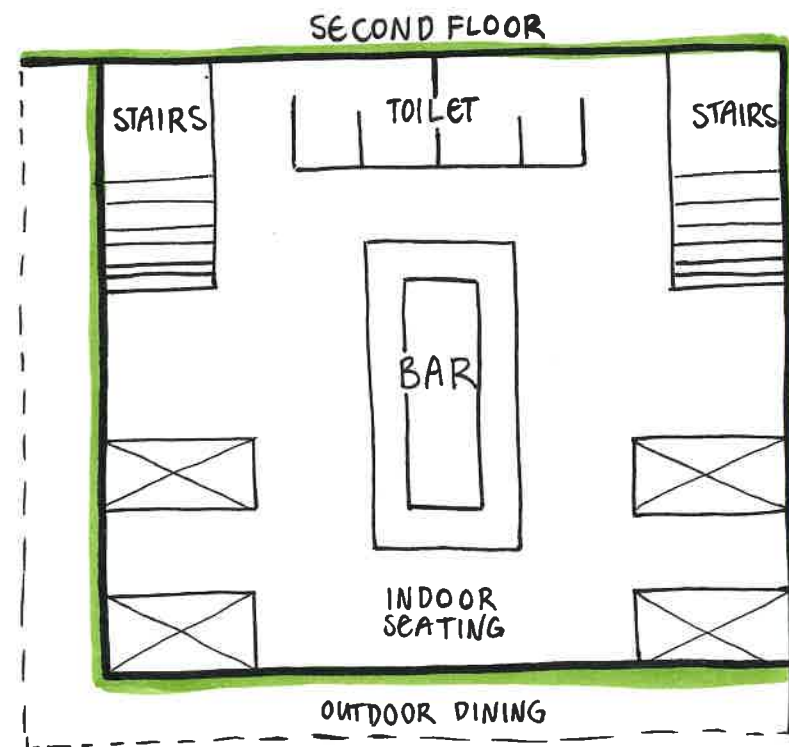 SECOND FLOOR
STAIRS
TOILET
STAIRS
BAR
INDOOR
SEATING
OUTDOOR DINING